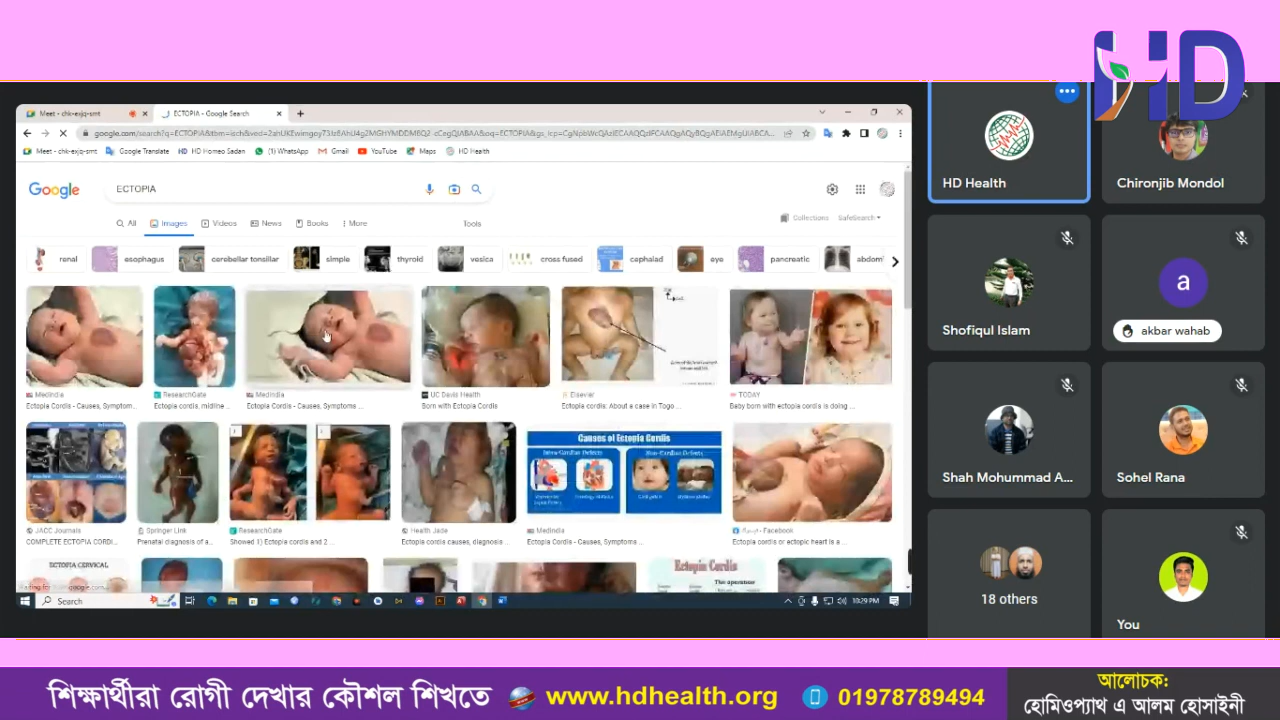 HD
Meet - chk-exjq-smt
ECTOPIA - Google Search
Meet - chk-exjq-smt Google Translate HD HD Homeo Sadan (1) WhatsApp Gmail YouTube Maps HD HD Health
Google
ECTOPIA
All Images Videos News Books More Tools
Collections SafeSearch
renal esophagus cerebellar tonsillar simple thyroid vesica cross fused cephalad eye pancreatic
MedIndia
Ectopia Cordis - Causes, Symptom...
ResearchGate
Ectopia cordis, midline ...
MedIndia
Ectopia Cordis - Causes, Symptoms ...
UC Davis Health
Born with Ectopia Cordis
Elsevier
Ectopia cordis: About a case in Togo ...
TODAY
Baby born with ectopia cordis is doing ...
Causes of Ectopia Cordis
JACC Journals
COMPLETE ECTOPIA CORDI...
Springer Link
Prenatal diagnosis of a...
ResearchGate
Showed 1) Ectopia cordis and 2 ...
Health Jade
Ectopia cordis causes, diagnosis ...
MedIndia
Ectopia Cordis - Causes, Symptoms ...
Facebook
Ectopia cordis or ectopic heart is a ...
ECTOPIA CERVICAL
Ectopia Cordis
Search
10:29 PM
HD Health
Chironjib Mondol
Shofiqul Islam
a
akbar wahab
Shah Mohummad A...
Sohel Rana
18 others
You
শিক্ষার্থীরা রোগী দেখার কৌশল শিখতে www.hdhealth.org 01978789494
আলোচক:
হোমিওপ্যাথ এ আলম হোসাইনী